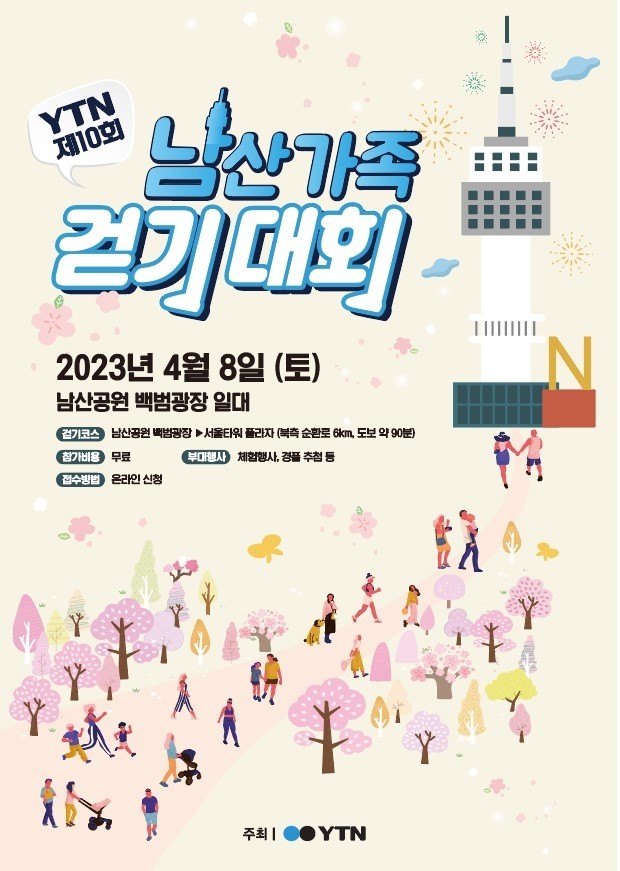 YTN
제10회
남산 가족
걷기 대회
2023년 4월 8일 (토)
남산공원 백범광장 일대
걷기코스 남산공원 백범광장 ▶서울타워 플라자 (북측 순환로 6km, 도보 약 90분)
참가비용 무료 부대행사 체험행사, 경품 추첨 등
접수방법 온라인 신청
N
주최 | YTN